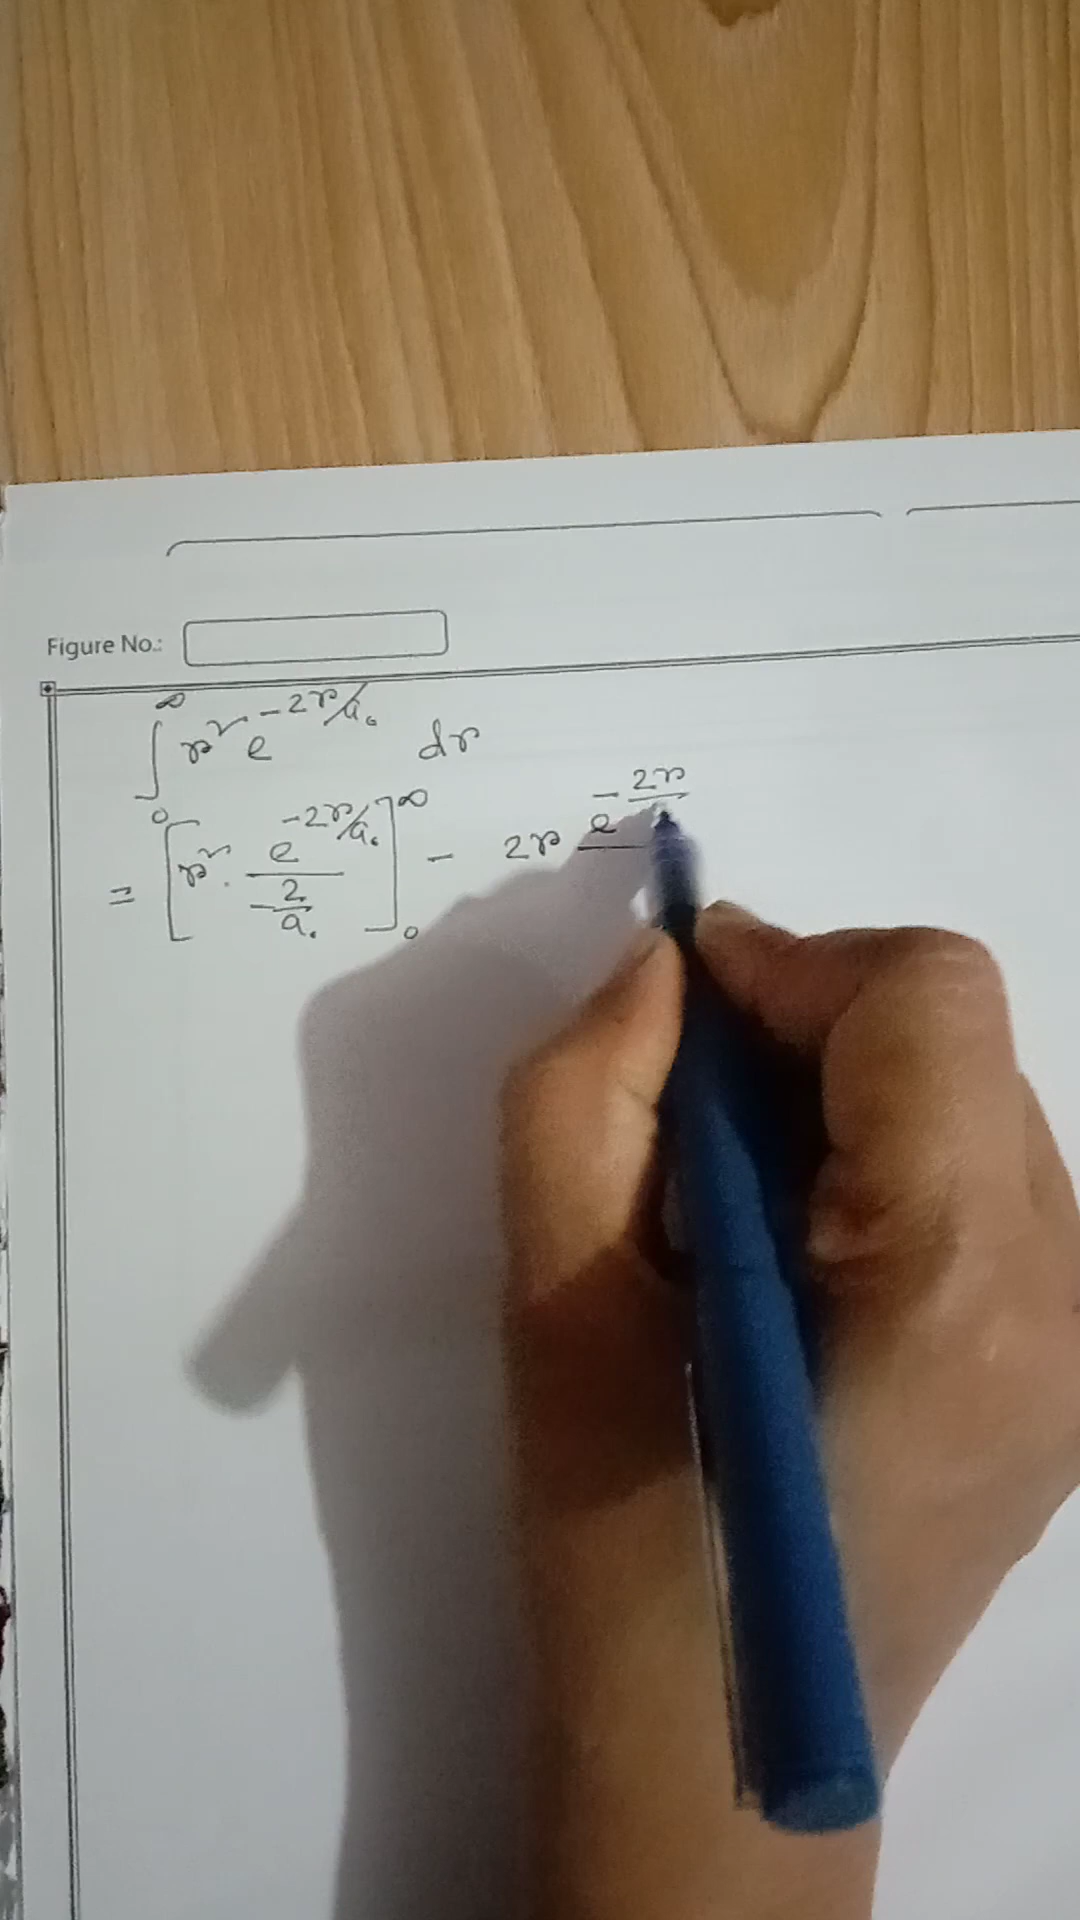 Figure No.:
∫₀^∞ r² e^(-2r/a₀) dr
= [r² · e^(-2r/a₀) / (-2/a₀)]₀^∞ - 2r e^(-2r/